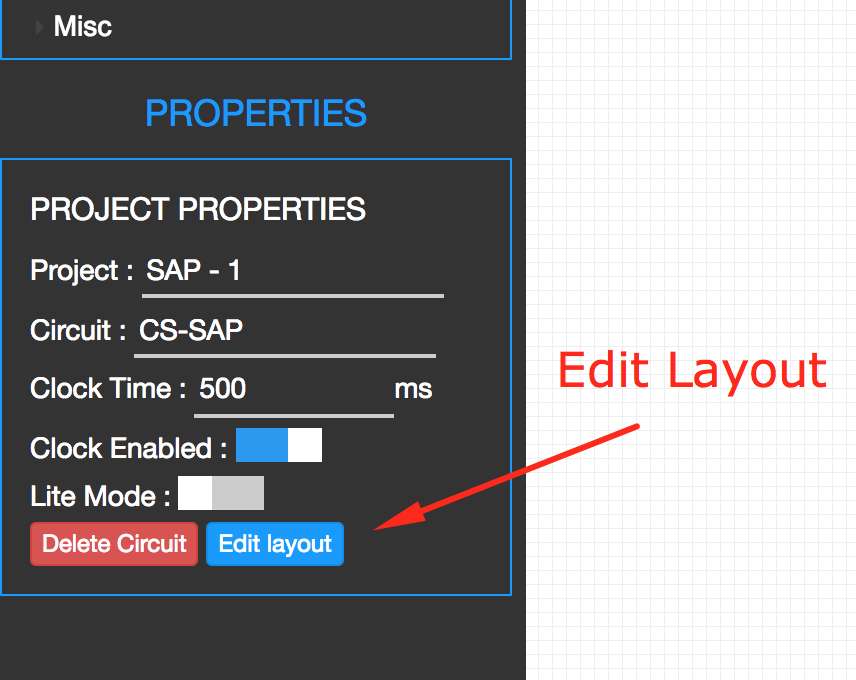 Misc
PROPERTIES
PROJECT PROPERTIES
Project : SAP - 1
Circuit : CS-SAP
Clock Time : 500 ms
Clock Enabled :
Lite Mode :
Delete Circuit Edit layout
Edit Layout